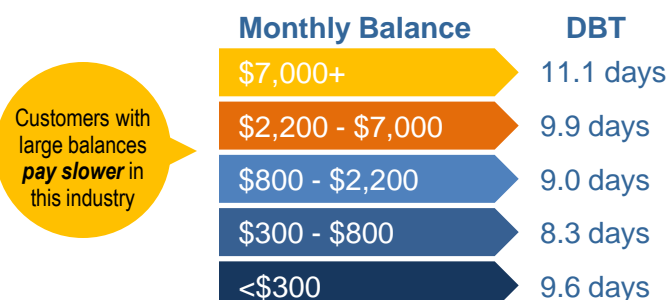 Monthly Balance DBT
$7,000+ 11.1 days
$2,200 - $7,000 9.9 days
$800 - $2,200 9.0 days
$300 - $800 8.3 days
<$300 9.6 days
Customers with
large balances
pay slower in
this industry